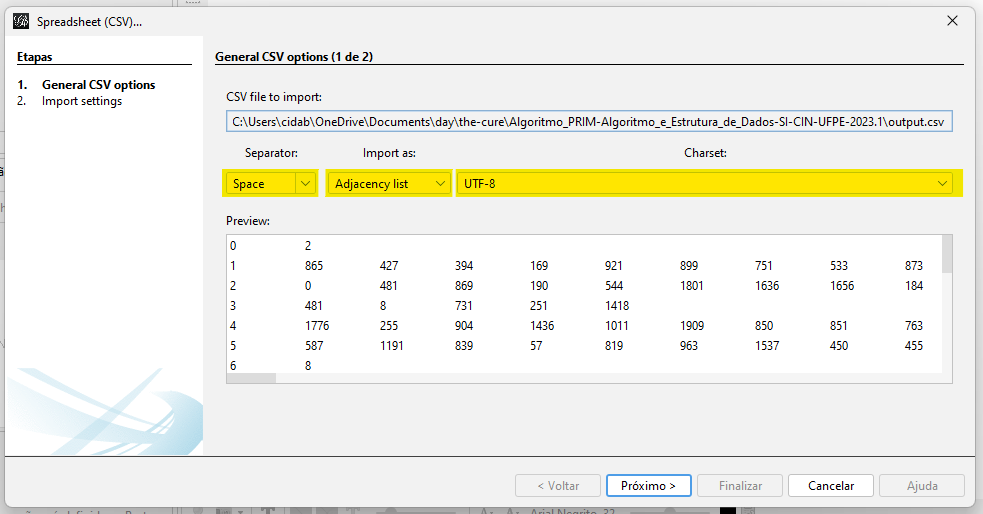 Spreadsheet (CSV)...
Etapas
1. General CSV options
2. Import settings
General CSV options (1 de 2)
CSV file to import:
C:\Users\cidab\OneDrive\Documents\day\the-cure\Algoritmo_PRIM-Algoritmo_e_Estrutura_de_Dados-SI-CIN-UFPE-2023.1\output.csv
Separator: Import as: Charset:
Space Adjacency list UTF-8
Preview:
0 2
1 865 427 394 169 921 899 751 533 873
2 0 481 869 190 544 1801 1636 1656 184
3 481 8 731 251 1418
4 1776 255 904 1436 1011 1909 850 851 763
5 587 1191 839 57 819 963 1537 450 455
6 8
< Voltar Próximo > Finalizar Cancelar Ajuda